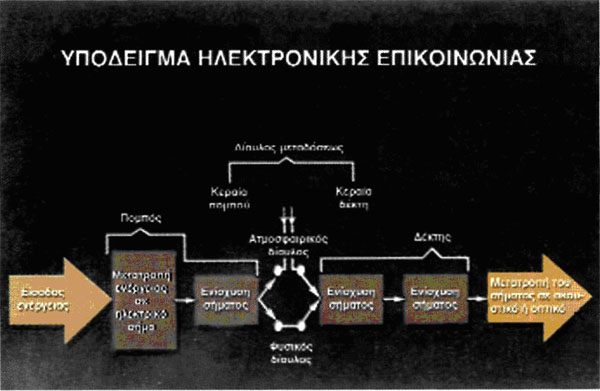 ΥΠΟΔΕΙΓΜΑ ΗΛΕΚΤΡΟΝΙΚΗΣ ΕΠΙΚΟΙΝΩΝΙΑΣ
Δίαυλος μεταδόσεως
Κεραία
πομπού
Κεραία
δέκτη
Πομπός
Ατμοσφαιρικός
δίαυλος
Δέκτης
Είσοδος
ενέργειας
Μετατροπή
ενέργειας
σε
ηλεκτρικό
σήμα
Ενίσχυση
σήματος
Ενίσχυση
σήματος
Ενίσχυση
σήματος
Μετατροπή του
σήματος σε ακου-
στικό ή οπτικό
Φυσικός
δίαυλος